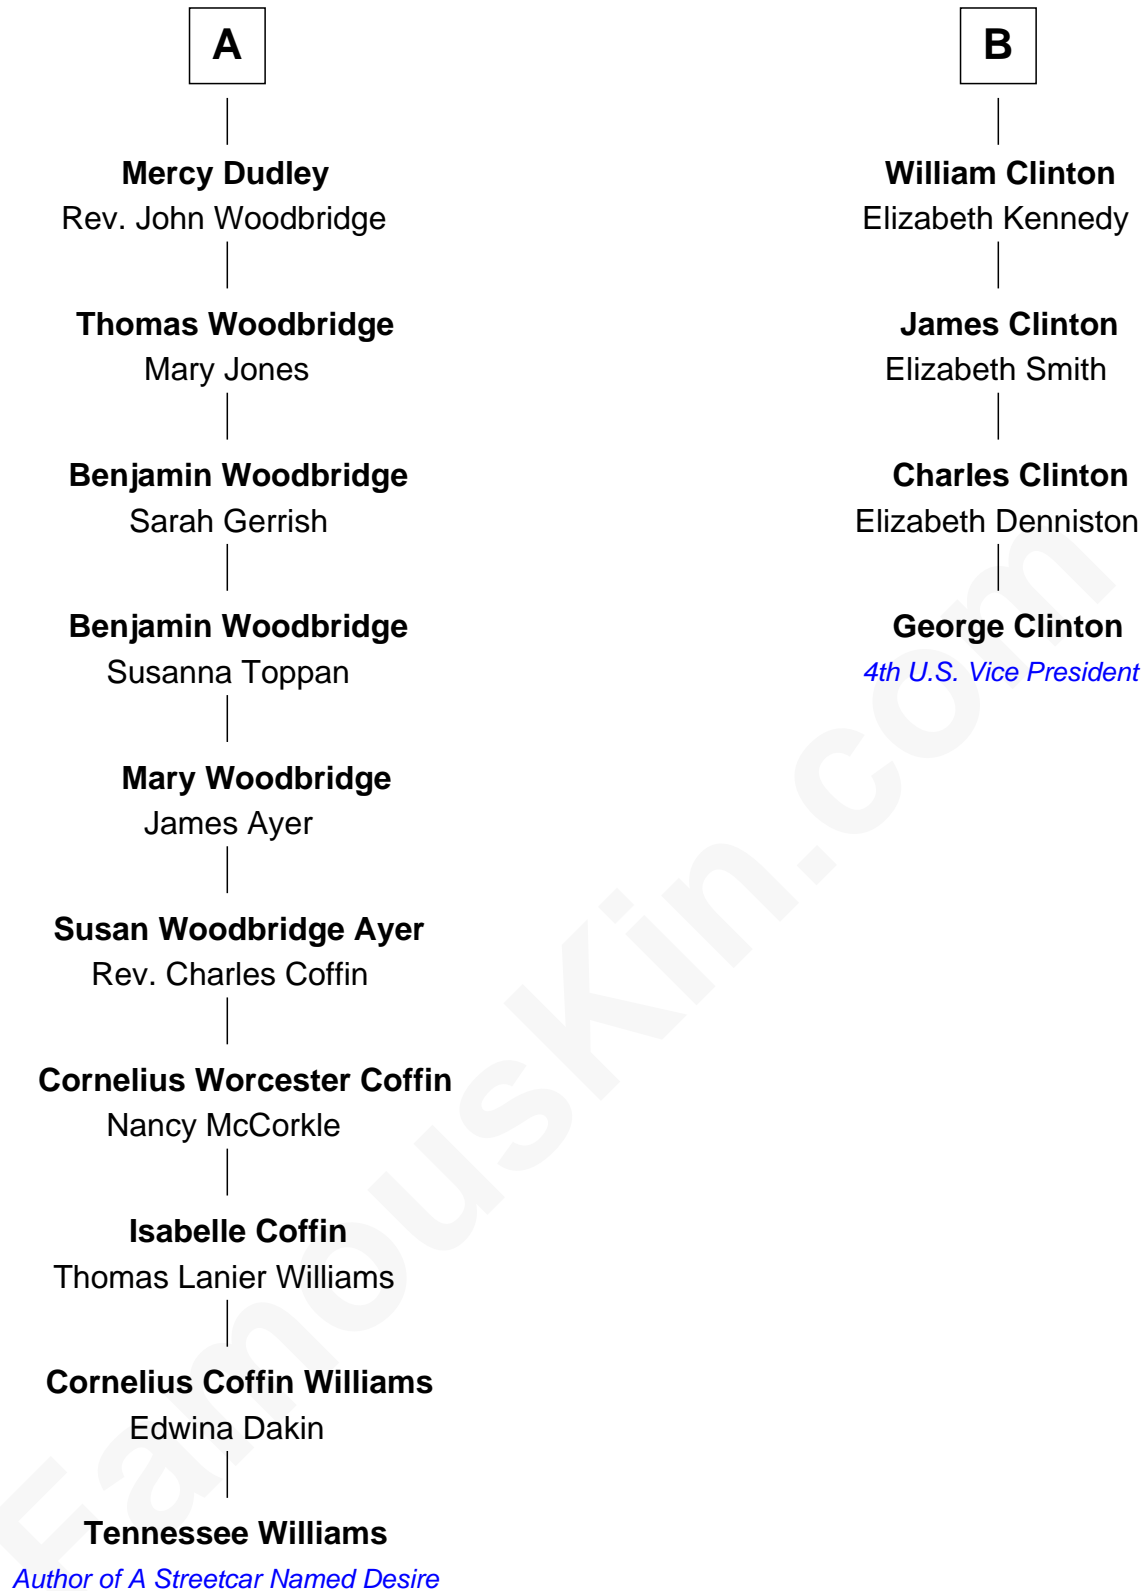 A
Mercy Dudley
Rev. John Woodbridge
Thomas Woodbridge
Mary Jones
Benjamin Woodbridge
Sarah Gerrish
Benjamin Woodbridge
Susanna Toppan
Mary Woodbridge
James Ayer
Susan Woodbridge Ayer
Rev. Charles Coffin
Cornelius Worcester Coffin
Nancy McCorkle
Isabelle Coffin
Thomas Lanier Williams
Cornelius Coffin Williams
Edwina Dakin
Tennessee Williams
Author of A Streetcar Named Desire
B
William Clinton
Elizabeth Kennedy
James Clinton
Elizabeth Smith
Charles Clinton
Elizabeth Denniston
George Clinton
4th U.S. Vice President
FamousKin.com